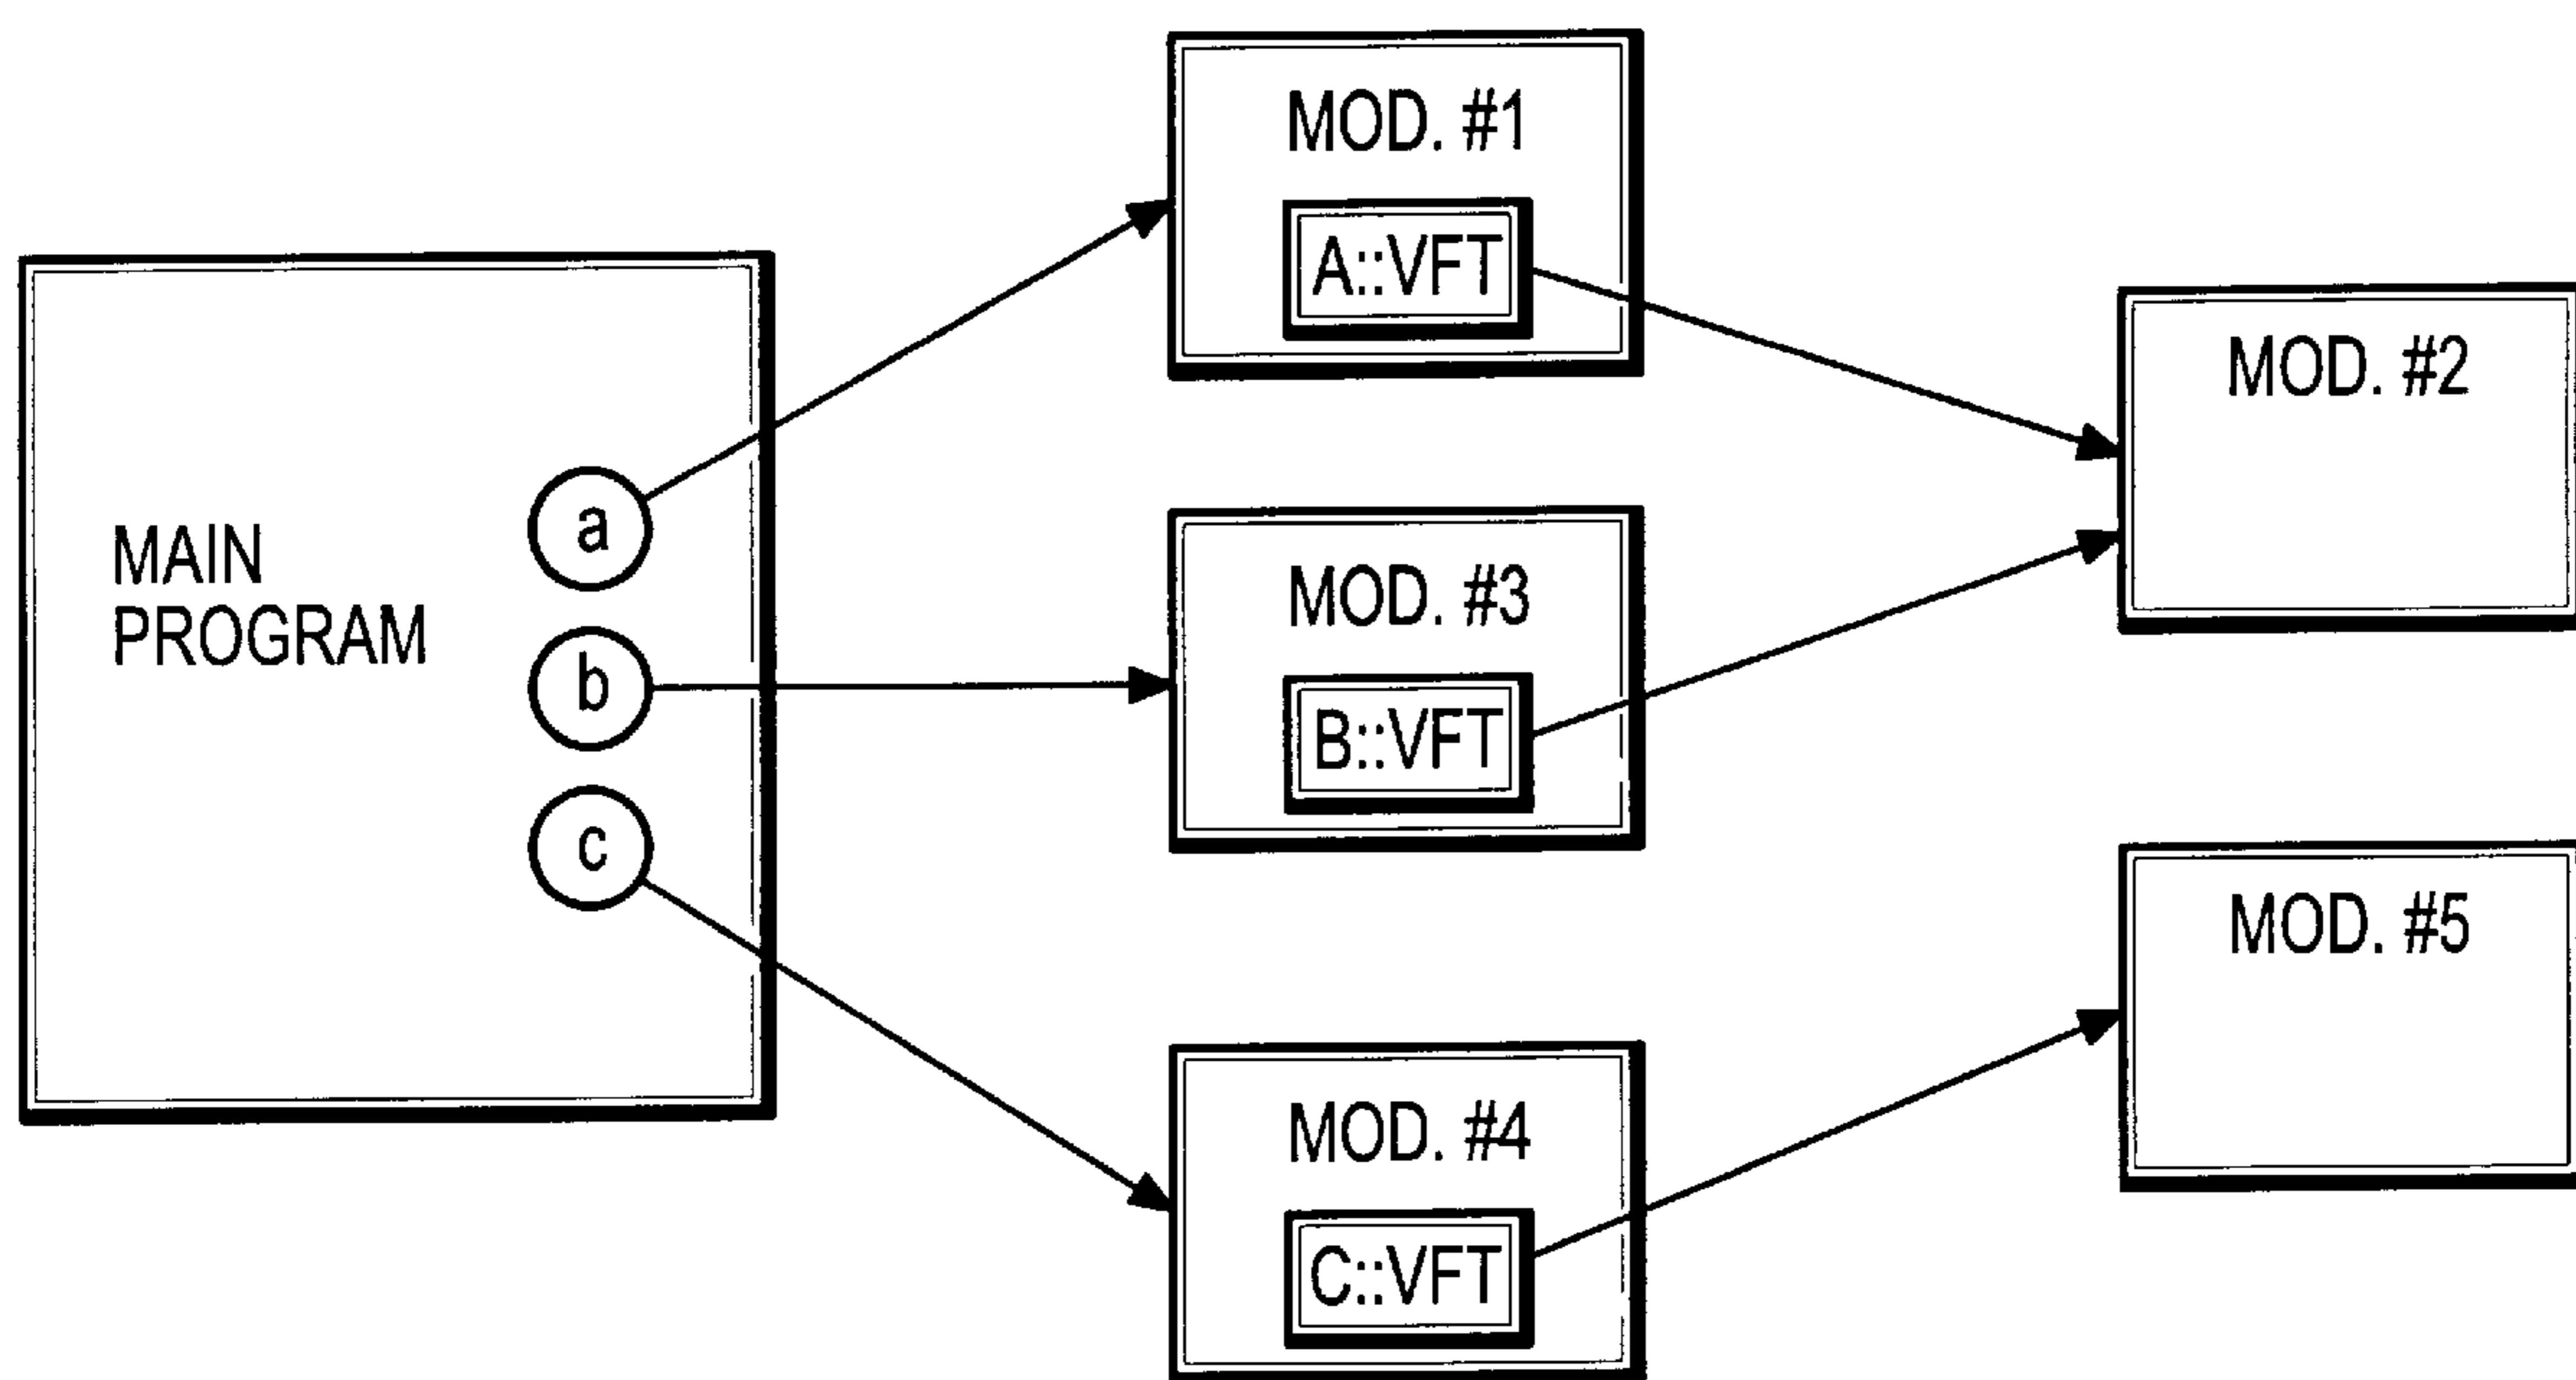 MAIN
PROGRAM
a
b
c
MOD. #1
A::VFT
MOD. #3
B::VFT
MOD. #4
C::VFT
MOD. #2
MOD. #5